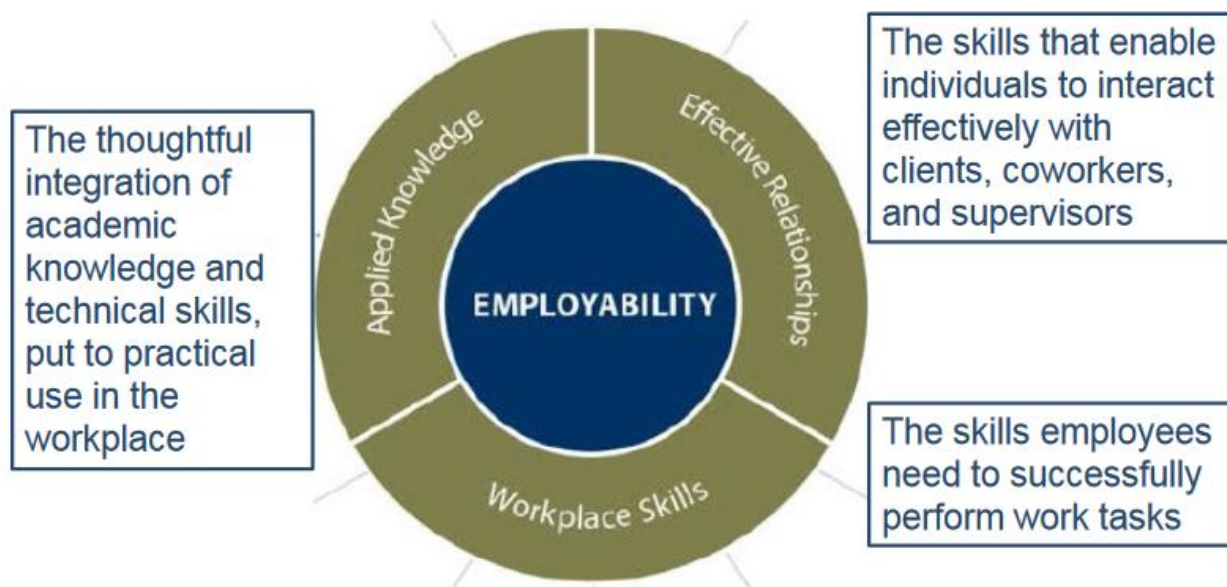 The thoughtful
integration of
academic
knowledge and
technical skills,
put to practical
use in the
workplace
Applied Knowledge
Effective Relationships
EMPLOYABILITY
Workplace Skills
The skills that enable
individuals to interact
effectively with
clients, coworkers,
and supervisors
The skills employees
need to successfully
perform work tasks